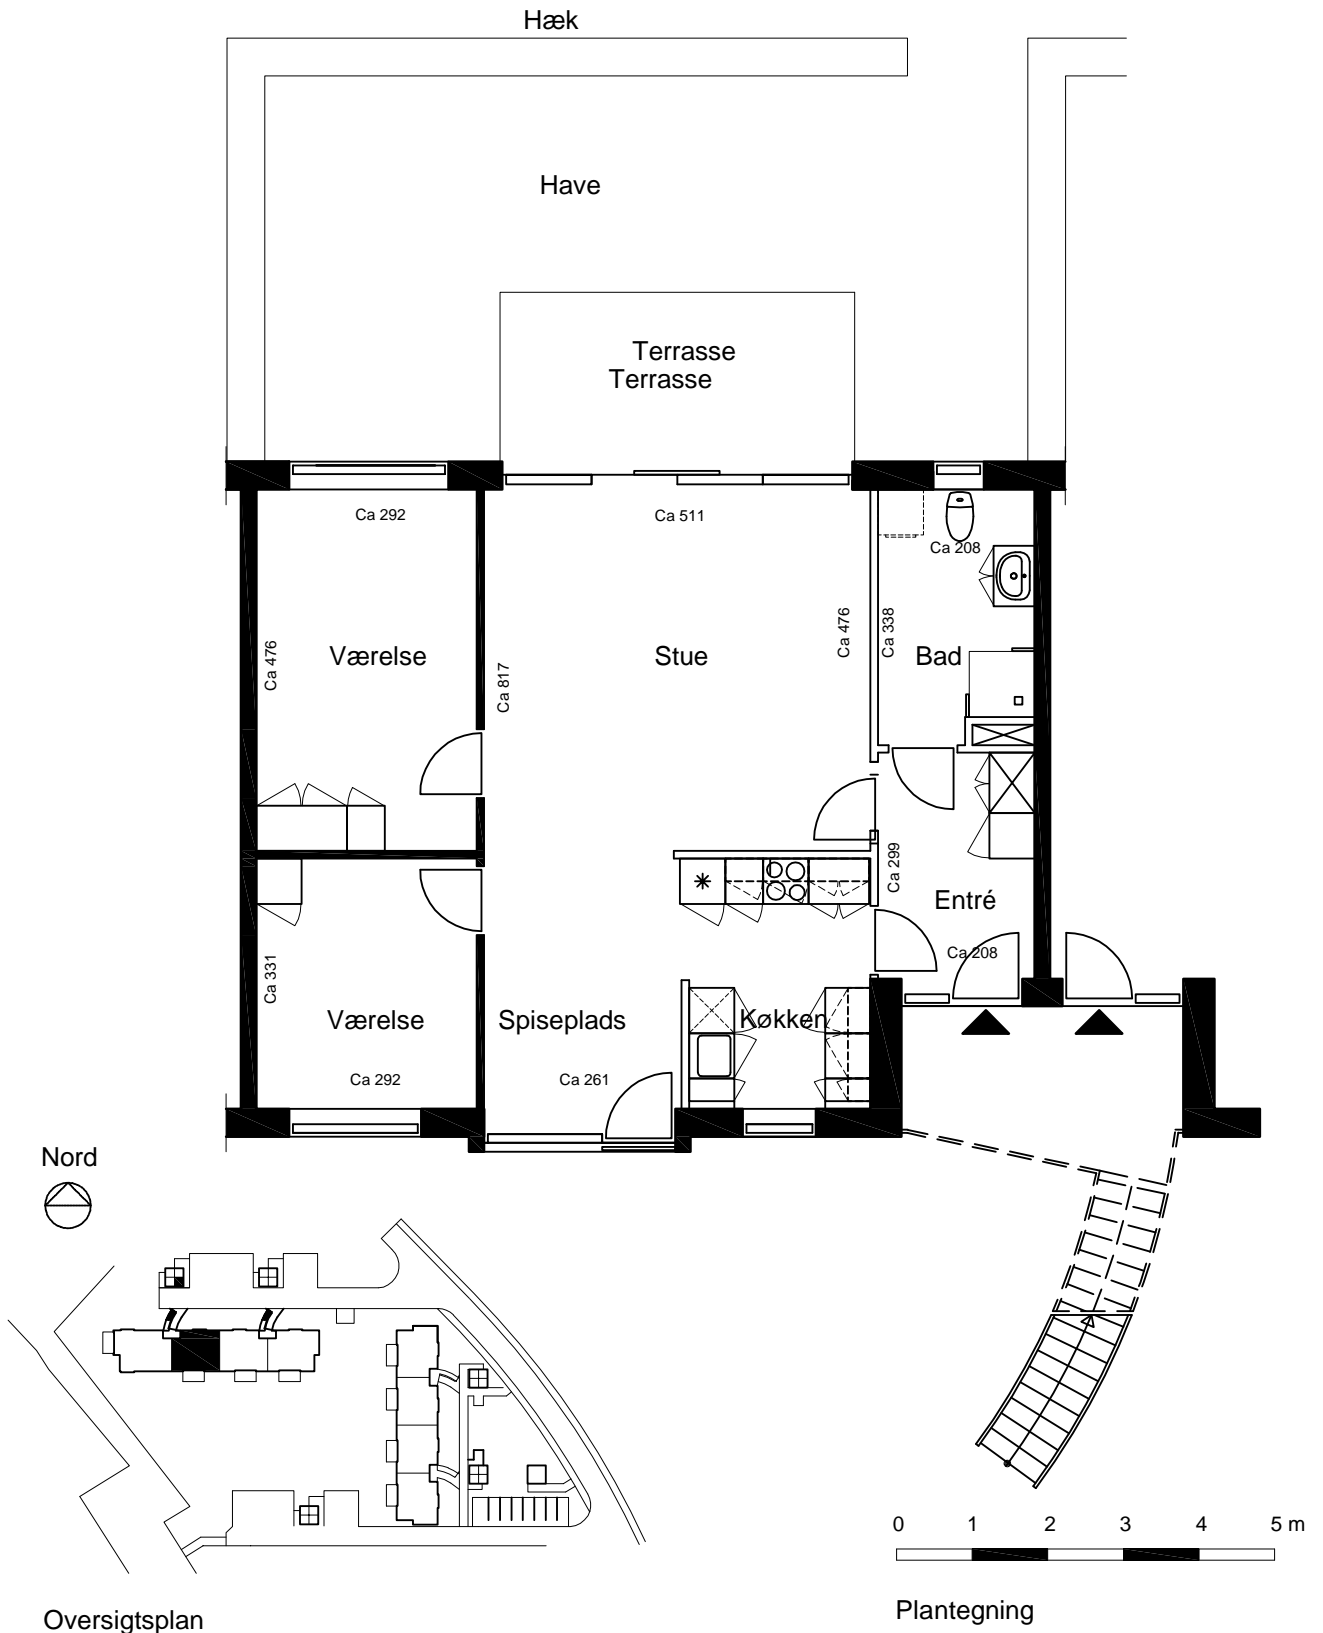 Hæk
Have
Terrasse
Terrasse
Ca 292
Ca 511
Ca 208
Ca 476
Værelse
Ca 817
Stue
Ca 476
Ca 338
Bad
Ca 299
Entré
Ca 208
Ca 331
Værelse
Ca 292
Spiseplads
Ca 261
Køkken
Nord
0 1 2 3 4 5 m
Oversigtsplan
Plantegning